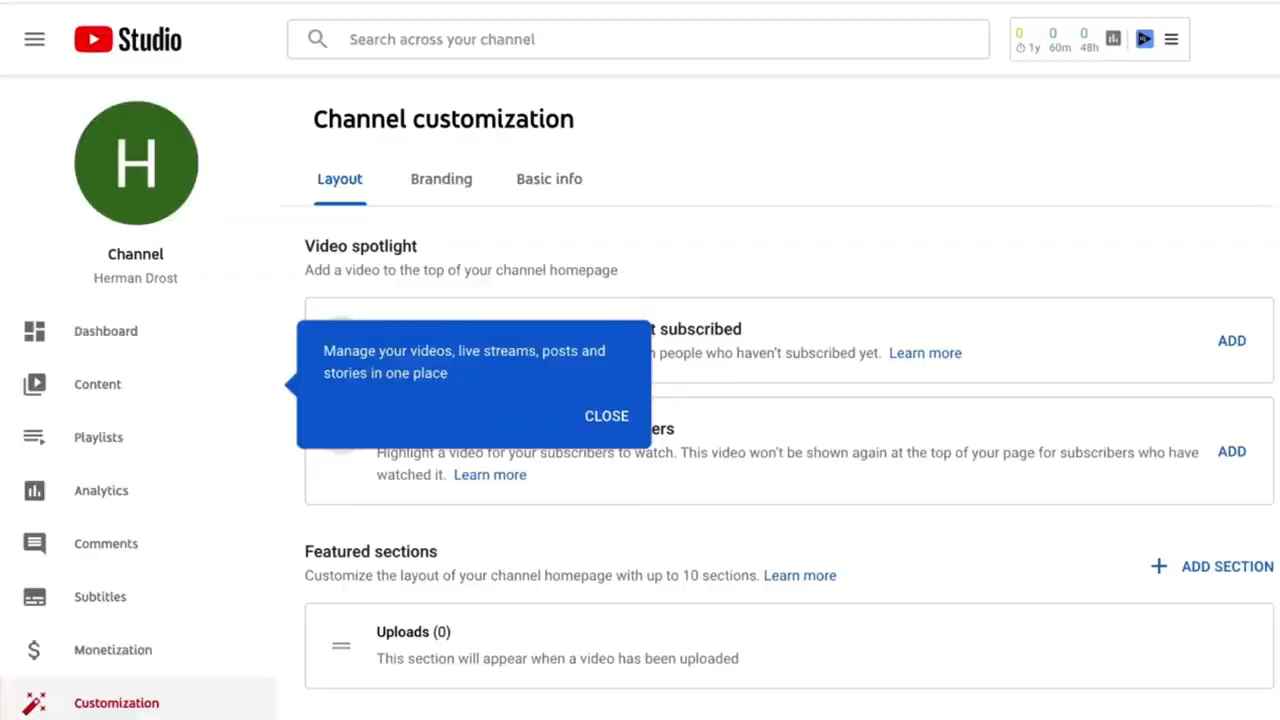 Studio
Search across your channel
0 0 0
1y 60m 48h
H
Channel customization
Layout Branding Basic info
Channel
Herman Drost
Video spotlight
Add a video to the top of your channel homepage
Dashboard
Content
Playlists
Analytics
Comments
Subtitles
Monetization
Customization
Manage your videos, live streams, posts and
stories in one place
CLOSE
t subscribed
people who haven't subscribed yet. Learn more
ADD
ers
Highlight a video for your subscribers to watch. This video won't be shown again at the top of your page for subscribers who have
watched it. Learn more
ADD
Featured sections
Customize the layout of your channel homepage with up to 10 sections. Learn more
+ ADD SECTION
Uploads (0)
This section will appear when a video has been uploaded